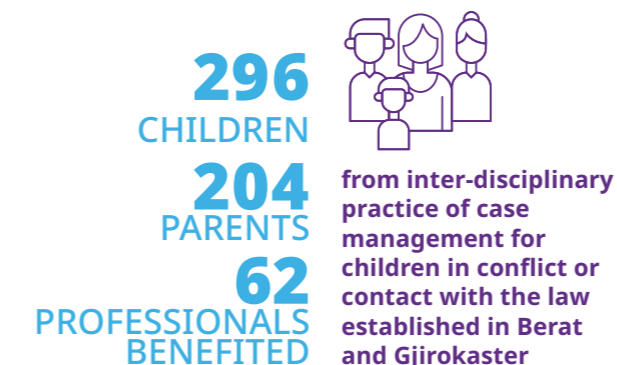 296
CHILDREN
204
PARENTS
62
PROFESSIONALS
BENEFITED
from inter-disciplinary
practice of case
management for
children in conflict or
contact with the law
established in Berat
and Gjirokaster